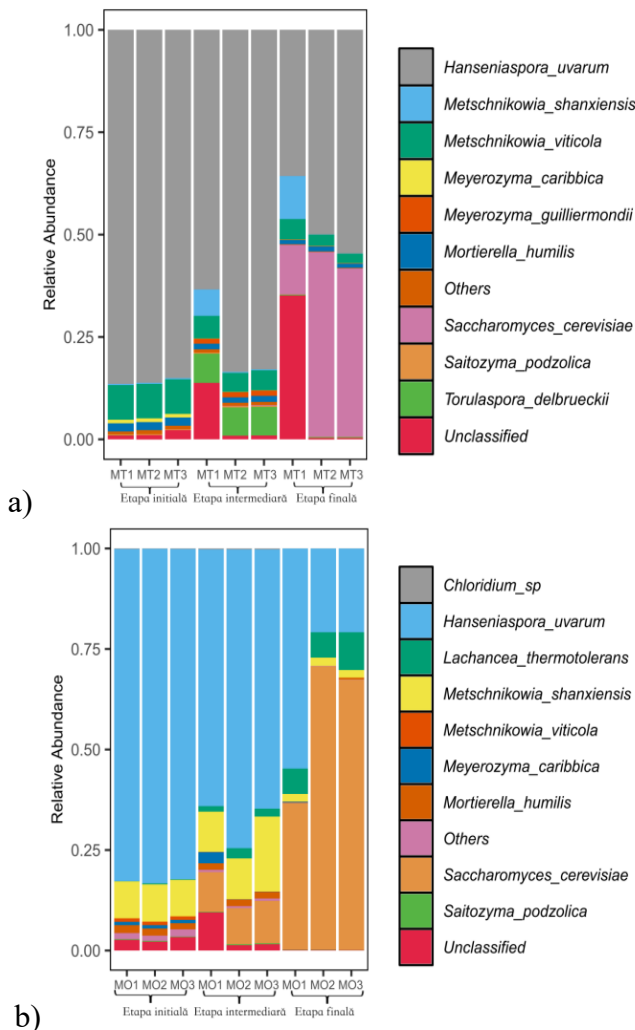 a)
Relative Abundance
1.00
0.75
0.50
0.25
0.00
MT1 MT2 MT3 MT1 MT2 MT3 MT1 MT2 MT3
Etapa inițială Etapa intermediară Etapa finală
Hanseniaspora_uvarum
Metschnikowia_shanxiensis
Metschnikowia_viticola
Meyerozyma_caribbica
Meyerozyma_guilliermondii
Mortierella_humilis
Others
Saccharomyces_cerevisiae
Saitozyma_podzolica
Torulaspora_delbrueckii
Unclassified
b)
Relative Abundance
1.00
0.75
0.50
0.25
0.00
MO1 MO2 MO3 MO1 MO2 MO3 MO1 MO2 MO3
Etapa inițială Etapa intermediară Etapa finală
Chloridium_sp
Hanseniaspora_uvarum
Lachancea_thermotolerans
Metschnikowia_shanxiensis
Metschnikowia_viticola
Meyerozyma_caribbica
Mortierella_humilis
Others
Saccharomyces_cerevisiae
Saitozyma_podzolica
Unclassified